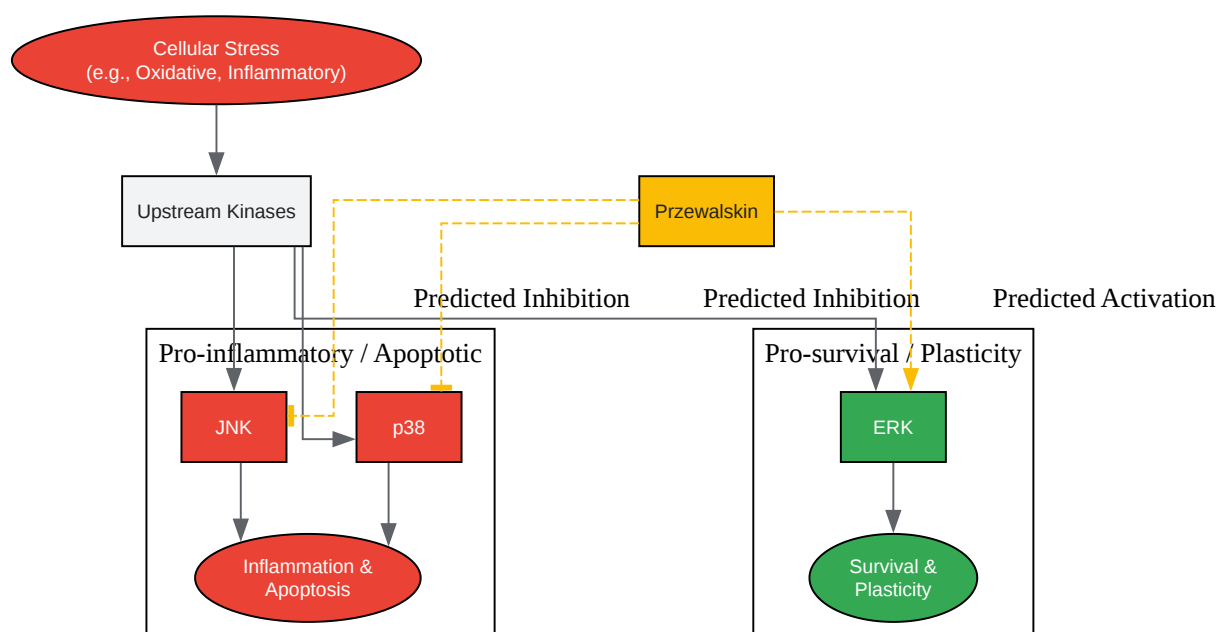 Cellular Stress
(e.g., Oxidative, Inflammatory)
Upstream Kinases
Przewalskin
Predicted Inhibition
Predicted Inhibition
Predicted Activation
Pro-inflammatory / Apoptotic
Pro-survival / Plasticity
JNK
p38
ERK
Inflammation &
Apoptosis
Survival &
Plasticity